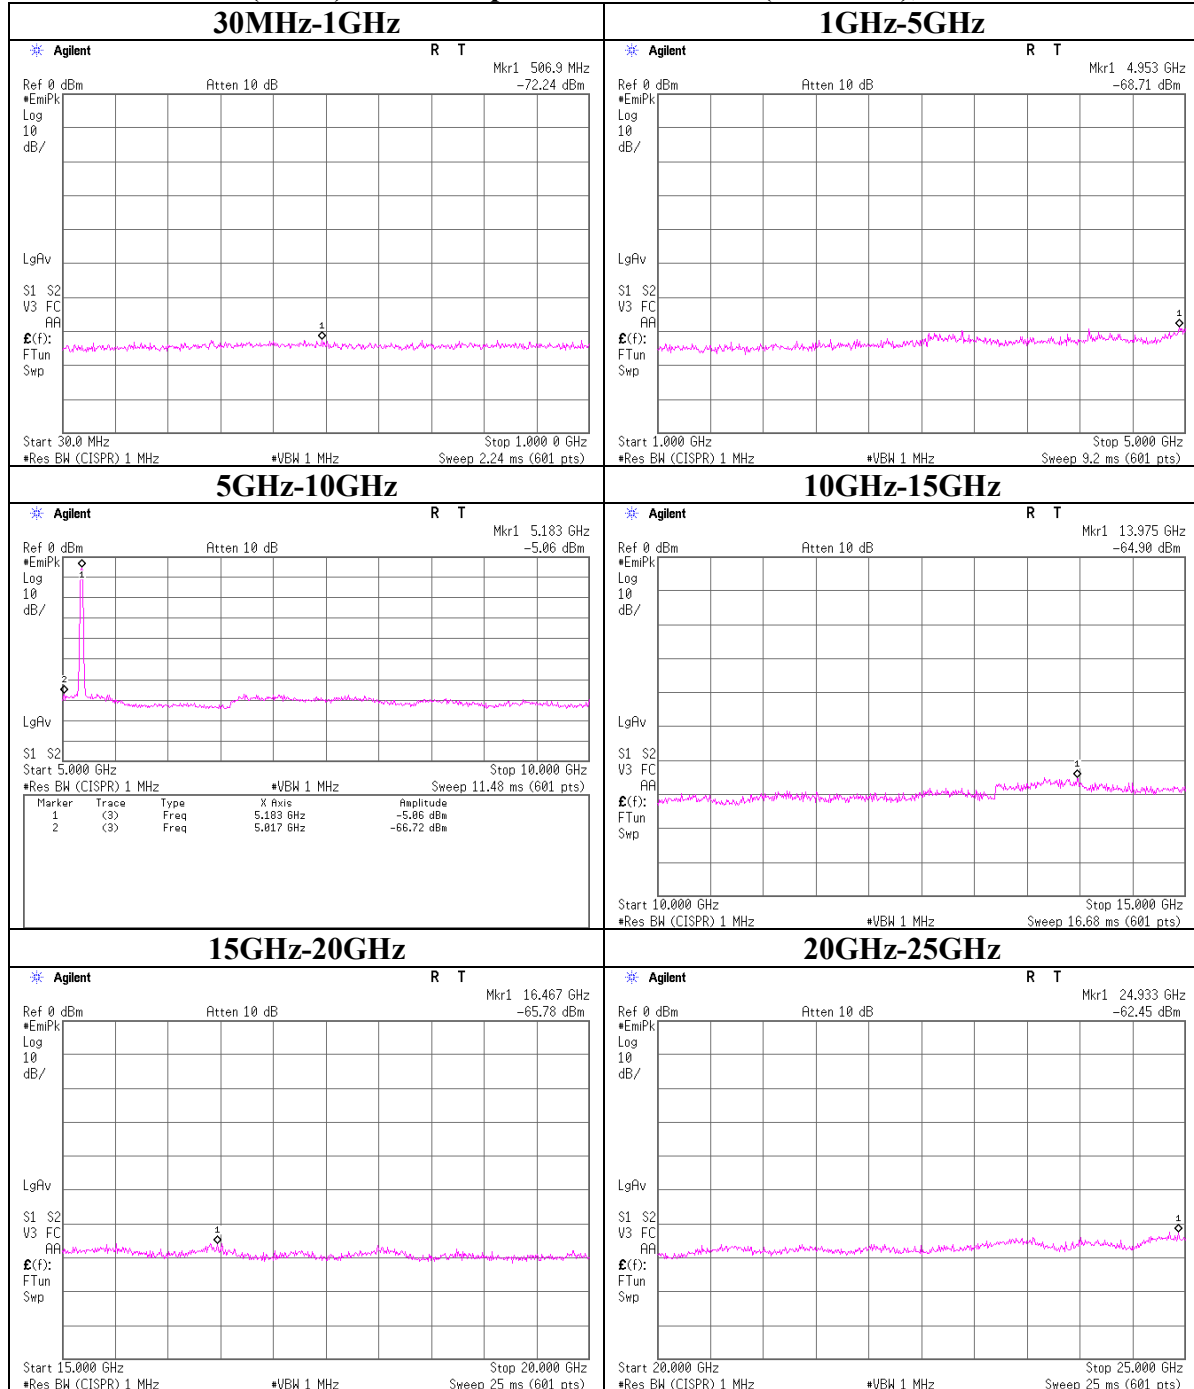 30MHz-1GHz
Agilent R T
Mkr1 506.9 MHz
Ref 0 dBm Atten 10 dB -72.24 dBm
#EmiPk
Log
10
dB/
LgAv
S1 S2
V3 FC
AA
£(f):
FTun
Swp
1
Start 30.0 MHz Stop 1.000 0 GHz
#Res BW (CISPR) 1 MHz #VBW 1 MHz Sweep 2.24 ms (601 pts)
1GHz-5GHz
Agilent R T
Mkr1 4.953 GHz
Ref 0 dBm Atten 10 dB -68.71 dBm
#EmiPk
Log
10
dB/
LgAv
S1 S2
V3 FC
AA
£(f):
FTun
Swp
1
Start 1.000 GHz Stop 5.000 GHz
#Res BW (CISPR) 1 MHz #VBW 1 MHz Sweep 9.2 ms (601 pts)
5GHz-10GHz
Agilent R T
Mkr1 5.183 GHz
Ref 0 dBm Atten 10 dB -5.06 dBm
#EmiPk
Log
10
dB/
1
2
LgAv
S1 S2
Start 5.000 GHz Stop 10.000 GHz
#Res BW (CISPR) 1 MHz #VBW 1 MHz Sweep 11.48 ms (601 pts)
Marker Trace Type X Axis Amplitude
1 (3) Freq 5.183 GHz -5.06 dBm
2 (3) Freq 5.017 GHz -66.72 dBm
10GHz-15GHz
Agilent R T
Mkr1 13.975 GHz
Ref 0 dBm Atten 10 dB -64.90 dBm
#EmiPk
Log
10
dB/
LgAv
S1 S2
V3 FC
AA
£(f):
FTun
Swp
1
Start 10.000 GHz Stop 15.000 GHz
#Res BW (CISPR) 1 MHz #VBW 1 MHz Sweep 16.68 ms (601 pts)
15GHz-20GHz
Agilent R T
Mkr1 16.467 GHz
Ref 0 dBm Atten 10 dB -65.78 dBm
#EmiPk
Log
10
dB/
LgAv
S1 S2
V3 FC
AA
£(f):
FTun
Swp
1
Start 15.000 GHz Stop 20.000 GHz
#Res BW (CISPR) 1 MHz #VBW 1 MHz Sweep 25 ms (601 pts)
20GHz-25GHz
Agilent R T
Mkr1 24.933 GHz
Ref 0 dBm Atten 10 dB -62.45 dBm
#EmiPk
Log
10
dB/
LgAv
S1 S2
V3 FC
AA
£(f):
FTun
Swp
1
Start 20.000 GHz Stop 25.000 GHz
#Res BW (CISPR) 1 MHz #VBW 1 MHz Sweep 25 ms (601 pts)